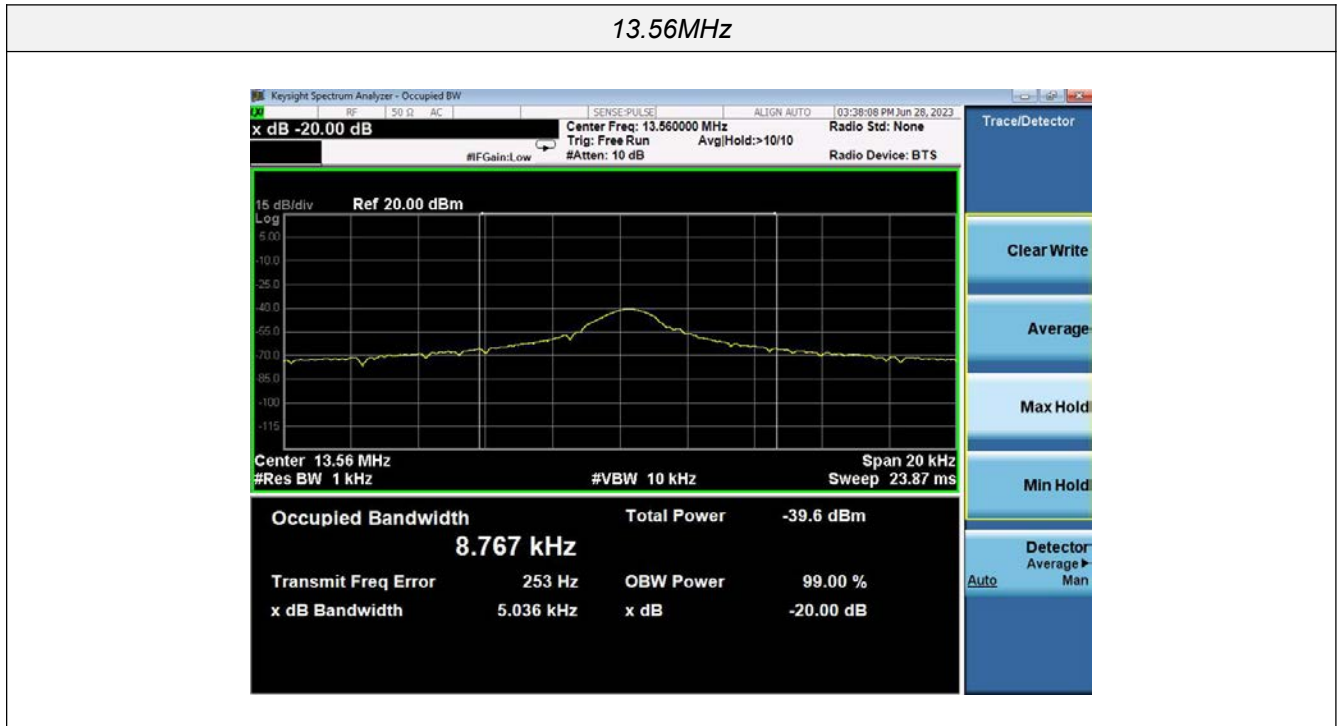 13.56MHz
Keysight Spectrum Analyzer - Occupied BW
LXI RF 50 Ω AC SENSE:PULSE ALIGN AUTO 03:38:08 PM Jun 28, 2023
x dB -20.00 dB
Center Freq: 13.560000 MHz
Radio Std: None
Trig: Free Run Avg|Hold:>10/10
#IFGain:Low #Atten: 10 dB
Radio Device: BTS
15 dB/div Ref 20.00 dBm
Log
5.00
-10.0
-25.0
-40.0
-55.0
-70.0
-85.0
-100
-115
Center 13.56 MHz Span 20 kHz
#Res BW 1 kHz #VBW 10 kHz Sweep 23.87 ms
Occupied Bandwidth Total Power -39.6 dBm
8.767 kHz
Transmit Freq Error 253 Hz OBW Power 99.00 %
x dB Bandwidth 5.036 kHz x dB -20.00 dB
Trace/Detector
Clear Write
Average
Max Hold
Min Hold
Detector
Average
Auto Man